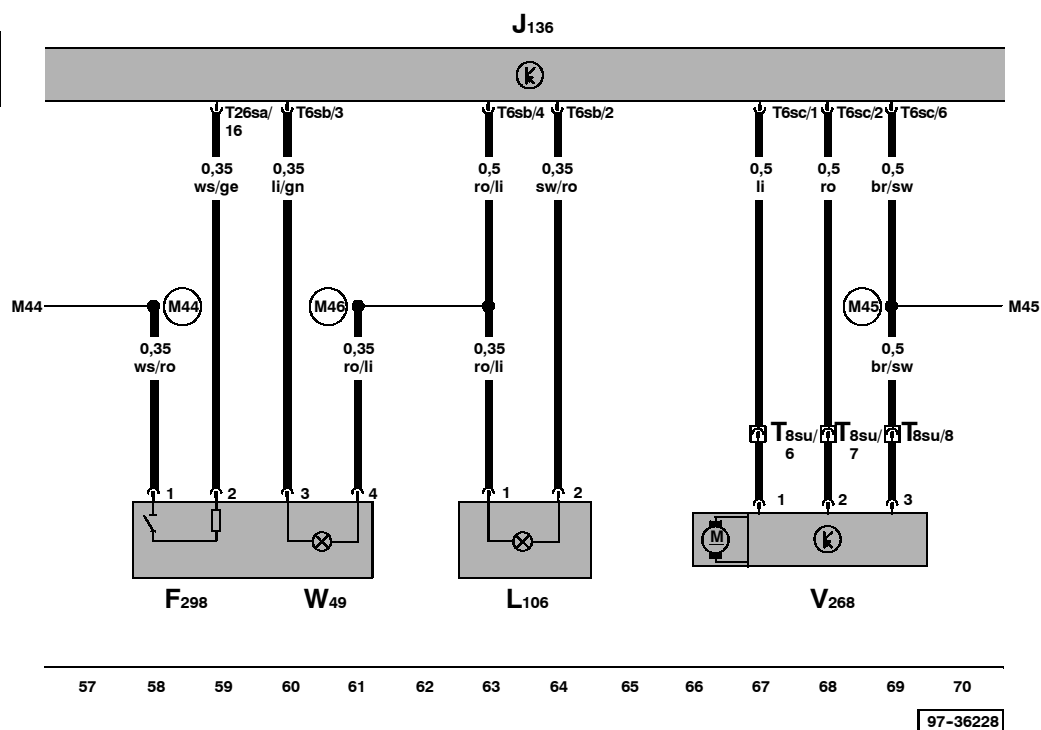 J136
T26sa/
16
T6sb/3
T6sb/4
T6sb/2
T6sc/1
T6sc/2
T6sc/6
0,35
ws/ge
0,35
li/gn
0,5
ro/li
0,35
sw/ro
0,5
li
0,5
ro
0,5
br/sw
M44
M44
M46
M45
M45
0,35
ws/ro
0,35
ro/li
0,35
ro/li
0,5
br/sw
T8su/
6
T8su/
7
T8su/8
1 2 3 4
1 2
1 2 3
M
F298
W49
L106
V268
57 58 59 60 61 62 63 64 65 66 67 68 69 70
97-36228